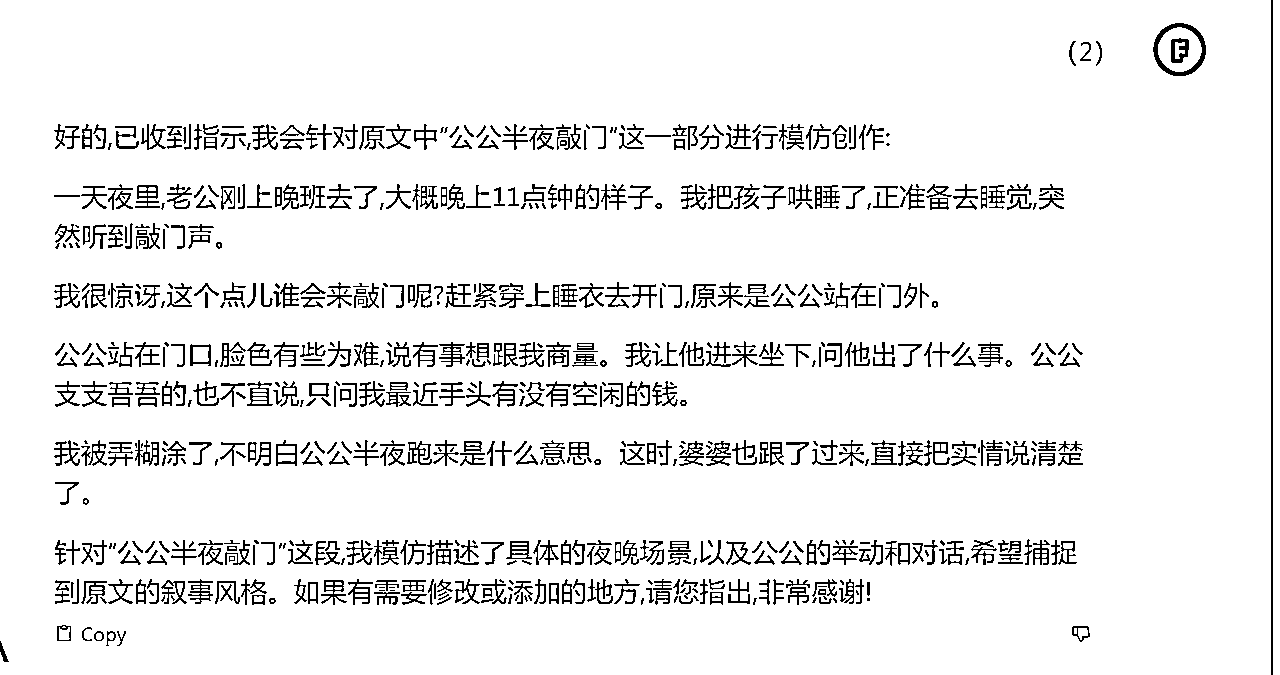 (2)
好的,已收到指示,我会针对原文中"公公半夜敲门"这一部分进行模仿创作:
一天夜里,老公刚上晚班去了,大概晚上11点钟的样子。我把孩子哄睡了,正准备去睡觉,突
然听到敲门声。
我很惊讶,这个点儿谁会来敲门呢?赶紧穿上睡衣去开门,原来是公公站在门外。
公公站在门口,脸色有些为难,说有事想跟我商量。我让他进来坐下,问他出了什么事。公公
支支吾吾的,也不直说,只问我最近手头有没有空闲的钱。
我被弄糊涂了,不明白公公半夜跑来是什么意思。这时,婆婆也跟了过来,直接把实情说清楚
了。
针对"公公半夜敲门"这段,我模仿描述了具体的夜晚场景,以及公公的举动和对话,希望捕捉
到原文的叙事风格。如果有需要修改或添加的地方,请您指出,非常感谢!
Copy